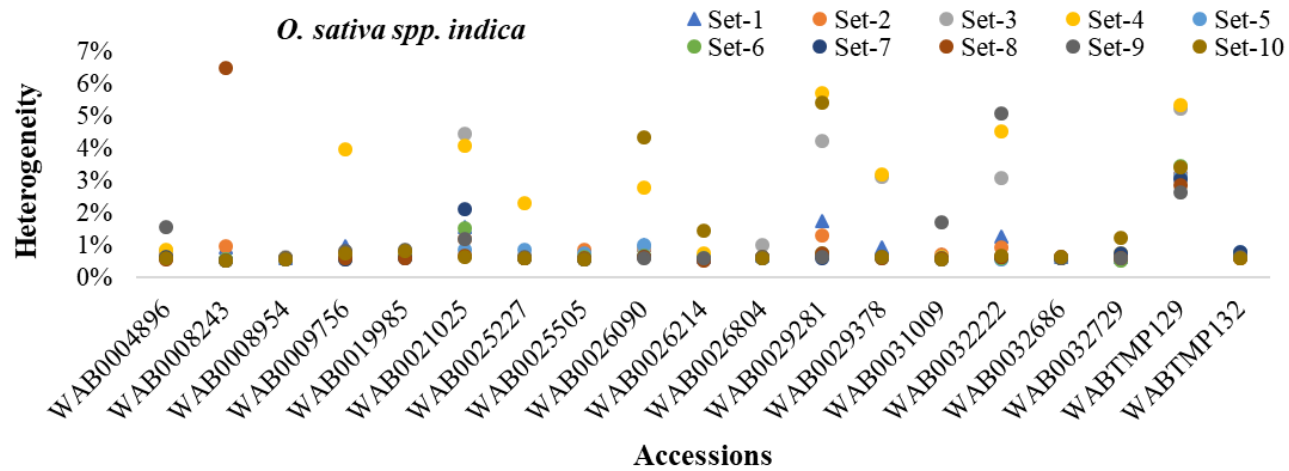 O. sativa spp. indica
Set-1 Set-2 Set-3 Set-4 Set-5
Set-6 Set-7 Set-8 Set-9 Set-10
Heterogeneity
7%
6%
5%
4%
3%
2%
1%
0%
WAB0004896
WAB0008243
WAB0008954
WAB0009756
WAB0019985
WAB0021025
WAB0025227
WAB0025505
WAB0026090
WAB0026214
WAB0026804
WAB0029281
WAB0029378
WAB0031009
WAB0032222
WAB0032686
WAB0032729
WABTMP129
WABTMP132
Accessions